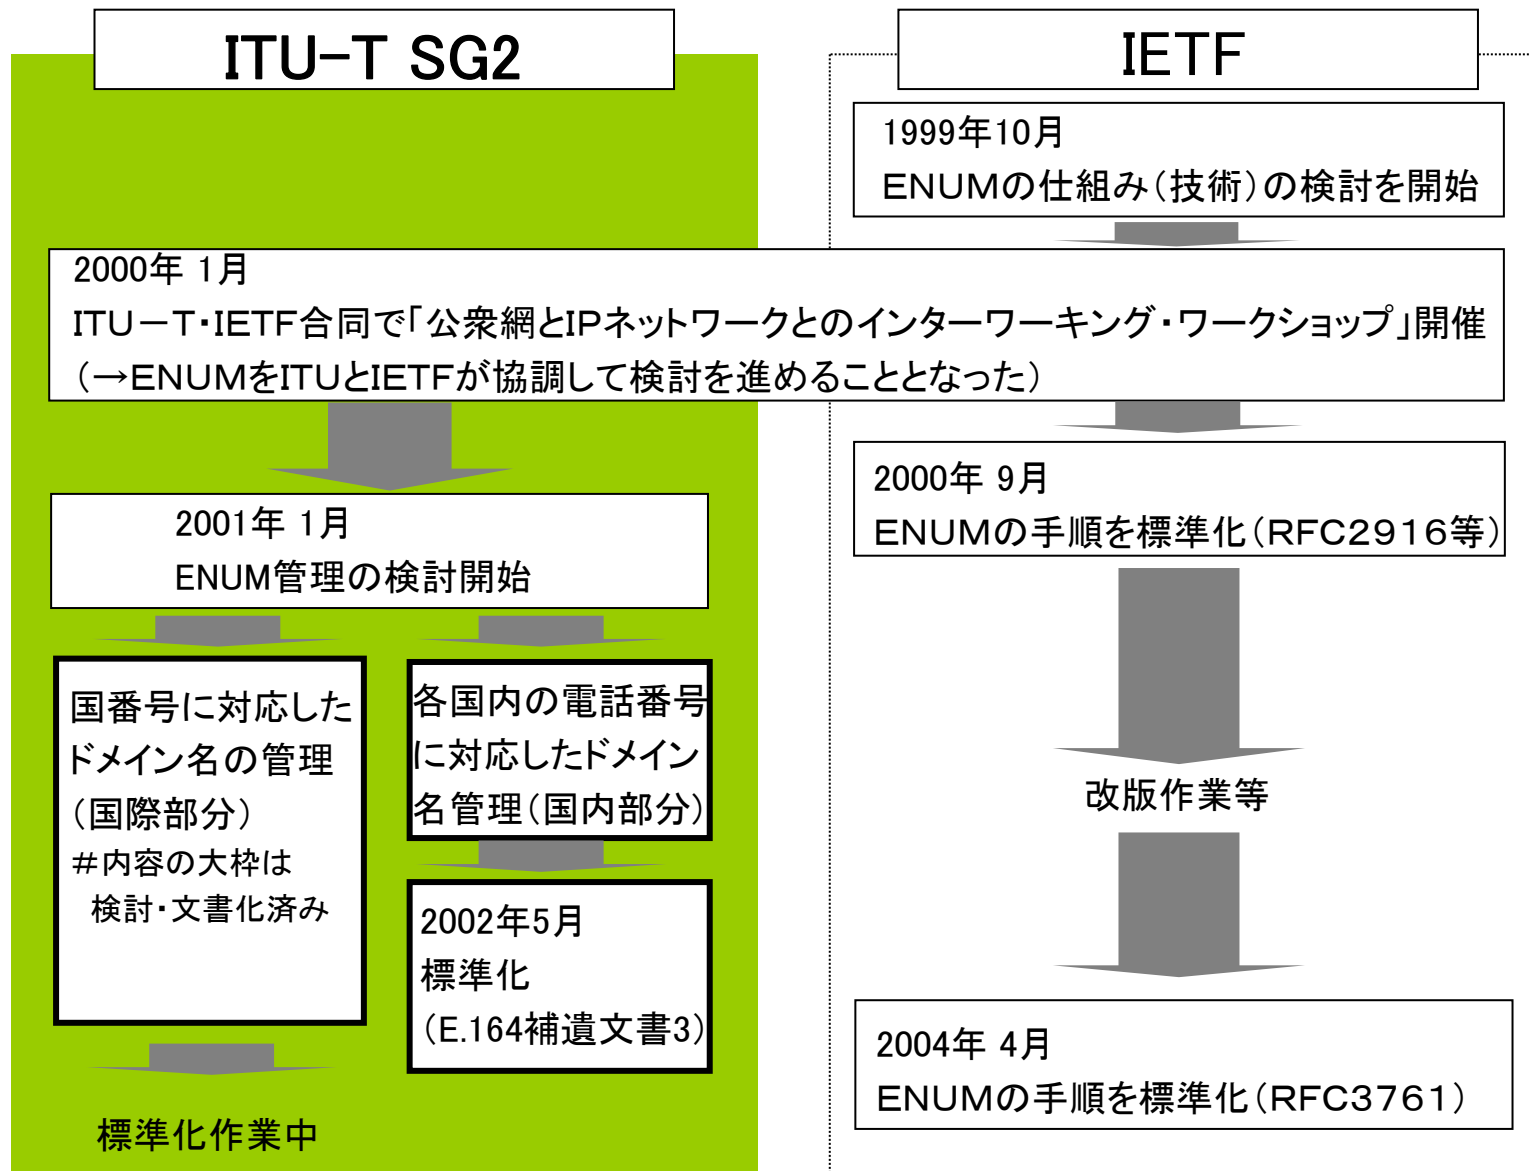 ITU-T SG2
IETF
1999年10月
ENUMの仕組み（技術）の検討を開始
2000年 1月
ITU－T・IETF合同で「公衆網とIPネットワークとのインターワーキング・ワークショップ」開催
（→ENUMをITUとIETFが協調して検討を進めることとなった）
2001年 1月
ENUM管理の検討開始
国番号に対応した
ドメイン名の管理
（国際部分）
＃内容の大枠は
検討・文書化済み
標準化作業中
各国内の電話番号
に対応したドメイン
名管理（国内部分）
2002年5月
標準化
（E.164補遺文書3）
2000年 9月
ENUMの手順を標準化（RFC2916等）
改版作業等
2004年 4月
ENUMの手順を標準化（RFC3761）